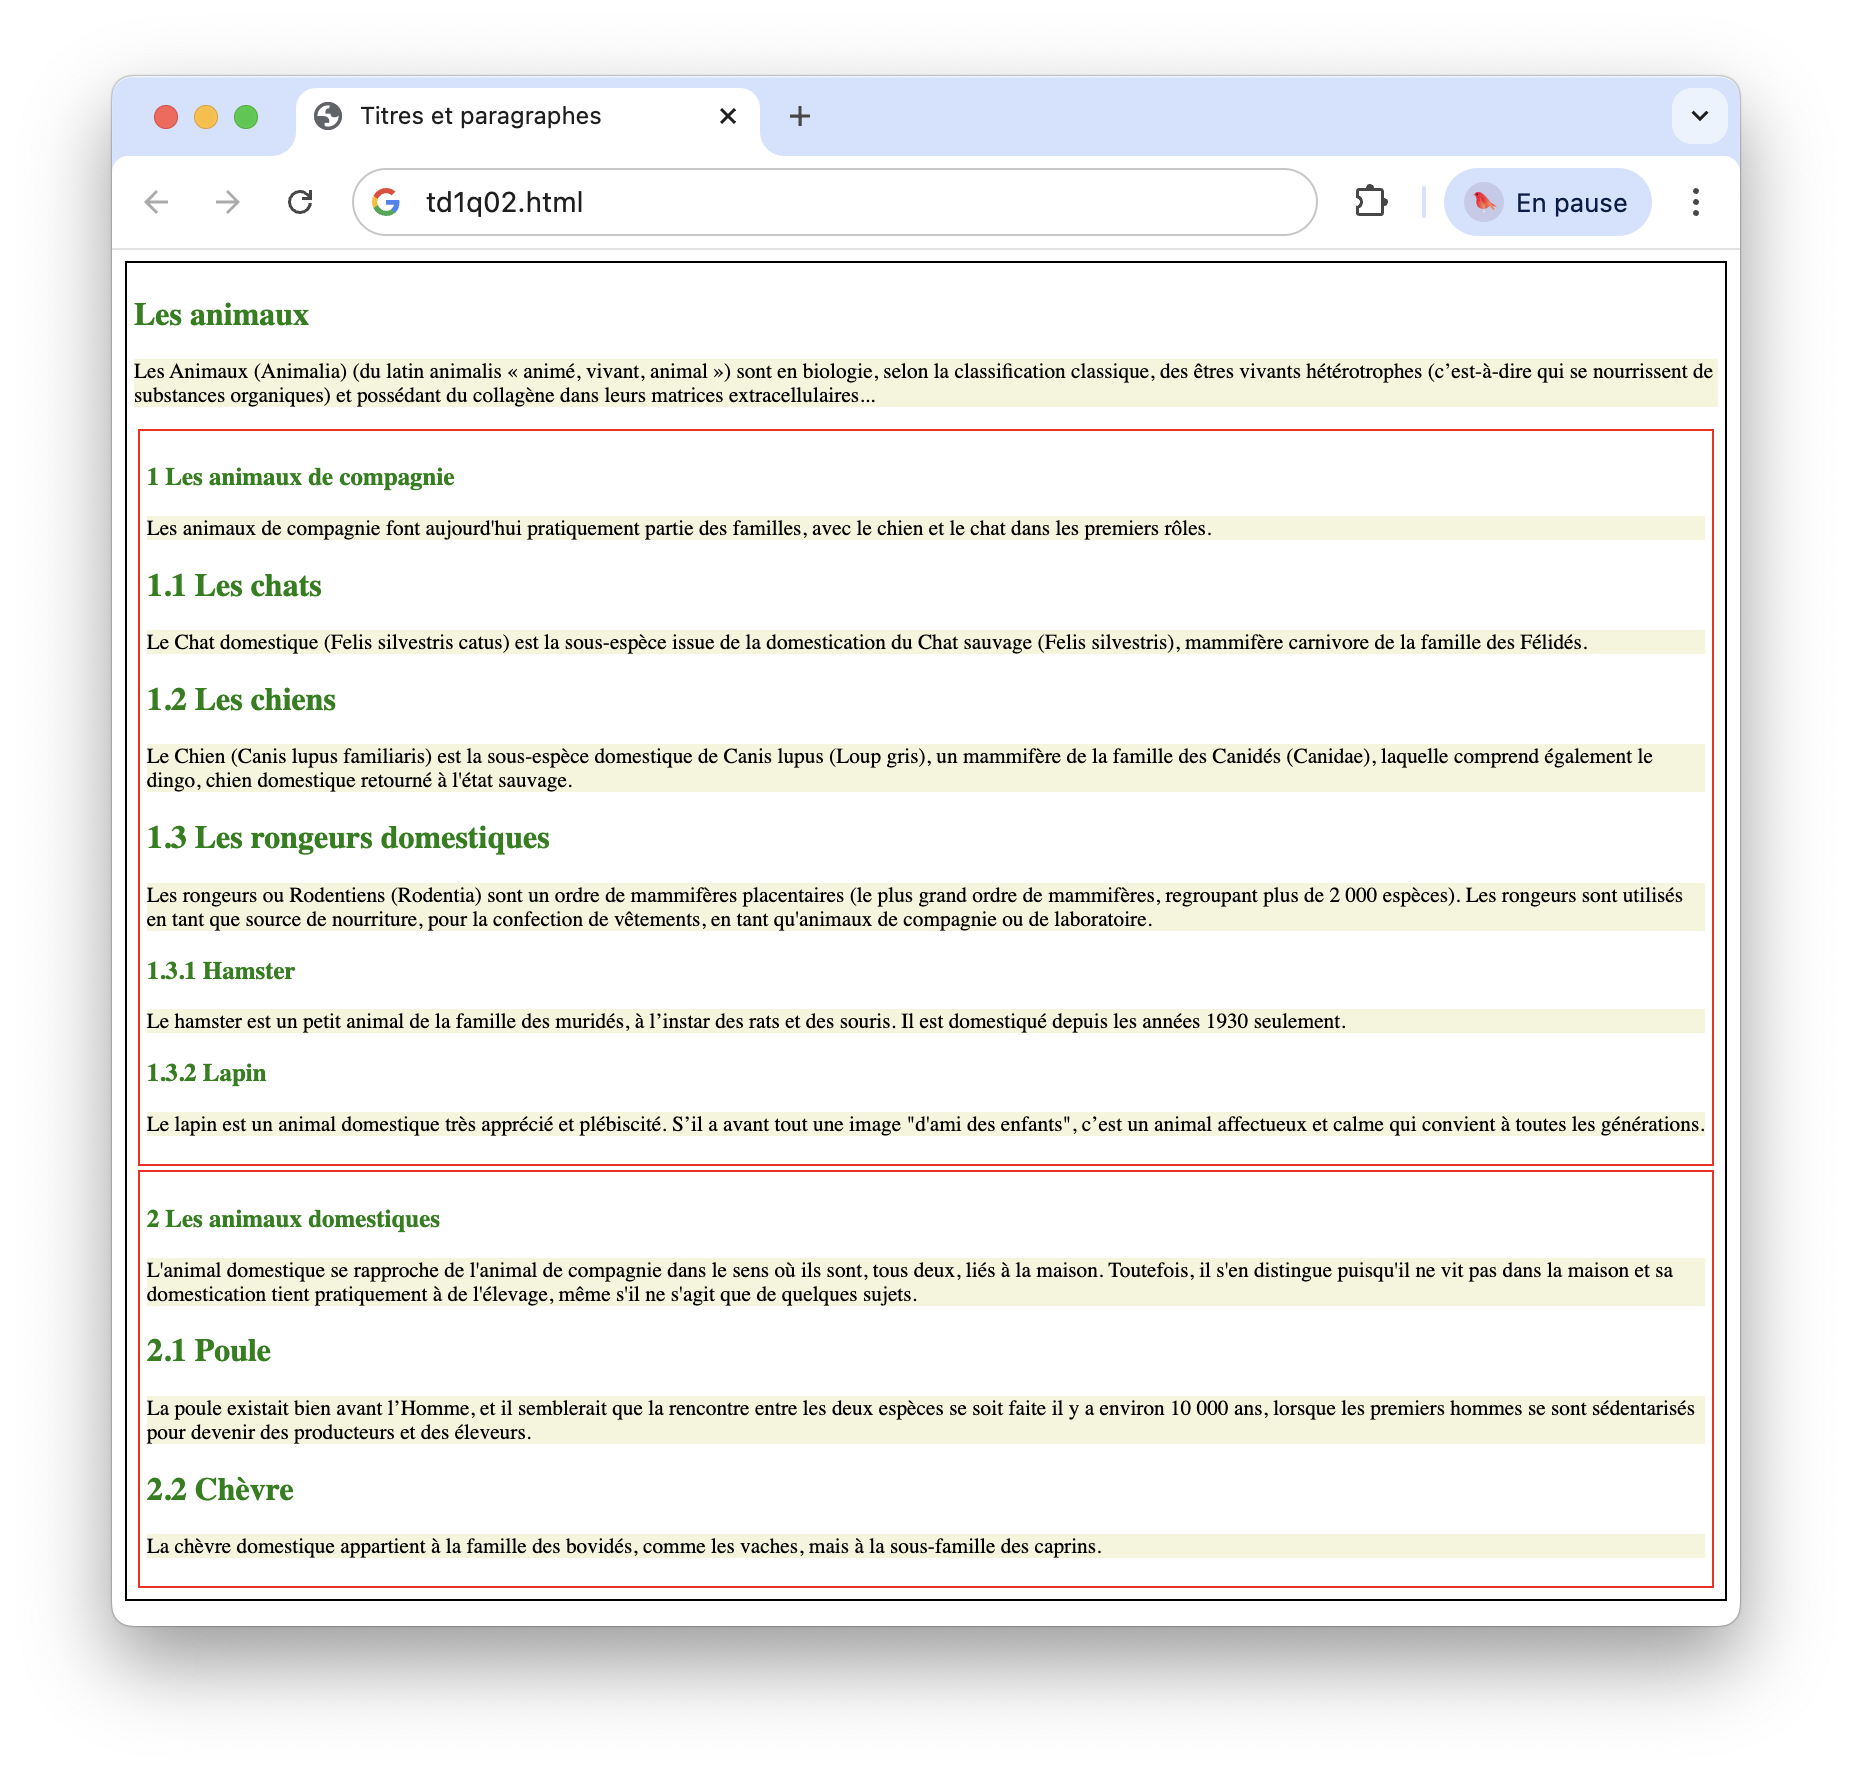 Titres et paragraphes
td1q02.html
En pause
Les animaux
Les Animaux (Animalia) (du latin animalis « animé, vivant, animal ») sont en biologie, selon la classification classique, des êtres vivants hétérotrophes (c’est-à-dire qui se nourrissent de
substances organiques) et possédant du collagène dans leurs matrices extracellulaires...
1 Les animaux de compagnie
Les animaux de compagnie font aujourd'hui pratiquement partie des familles, avec le chien et le chat dans les premiers rôles.
1.1 Les chats
Le Chat domestique (Felis silvestris catus) est la sous-espèce issue de la domestication du Chat sauvage (Felis silvestris), mammifère carnivore de la famille des Félidés.
1.2 Les chiens
Le Chien (Canis lupus familiaris) est la sous-espèce domestique de Canis lupus (Loup gris), un mammifère de la famille des Canidés (Canidae), laquelle comprend également le
dingo, chien domestique retourné à l'état sauvage.
1.3 Les rongeurs domestiques
Les rongeurs ou Rodentiens (Rodentia) sont un ordre de mammifères placentaires (le plus grand ordre de mammifères, regroupant plus de 2 000 espèces). Les rongeurs sont utilisés
en tant que source de nourriture, pour la confection de vêtements, en tant qu'animaux de compagnie ou de laboratoire.
1.3.1 Hamster
Le hamster est un petit animal de la famille des muridés, à l’instar des rats et des souris. Il est domestiqué depuis les années 1930 seulement.
1.3.2 Lapin
Le lapin est un animal domestique très apprécié et plébiscité. S’il a avant tout une image "d'ami des enfants", c’est un animal affectueux et calme qui convient à toutes les générations.
2 Les animaux domestiques
L'animal domestique se rapproche de l'animal de compagnie dans le sens où ils sont, tous deux, liés à la maison. Toutefois, il s'en distingue puisqu'il ne vit pas dans la maison et sa
domestication tient pratiquement à de l'élevage, même s'il ne s'agit que de quelques sujets.
2.1 Poule
La poule existait bien avant l’Homme, et il semblerait que la rencontre entre les deux espèces se soit faite il y a environ 10 000 ans, lorsque les premiers hommes se sont sédentarisés
pour devenir des producteurs et des éleveurs.
2.2 Chèvre
La chèvre domestique appartient à la famille des bovidés, comme les vaches, mais à la sous-famille des caprins.